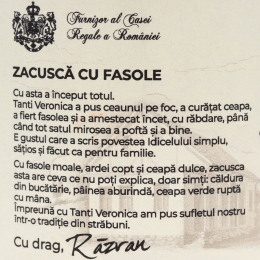 Furnizor al Casei
Regale a României
ZACUSCĂ CU FASOLE
Cu asta a început totul.
Tanti Veronica a pus ceaunul pe foc, a curățat ceapa,
a fiert fasolea și a amestecat încet, cu răbdare, până
când tot satul mirosea a poftă și a bine.
E gustul care a scris povestea Idicelului simplu,
sățios și făcut ca pentru familie.
Cu fasole moale, ardei copt și ceapă dulce, zacusca
asta are ceva ce nu poți explica, doar simți: căldura
din bucătărie, pâinea aburindă, ceapa verde ruptă
cu mâna.
Împreună cu Tanti Veronica am pus sufletul nostru
într-o tradiție din străbuni.
Cu drag, Răzvan